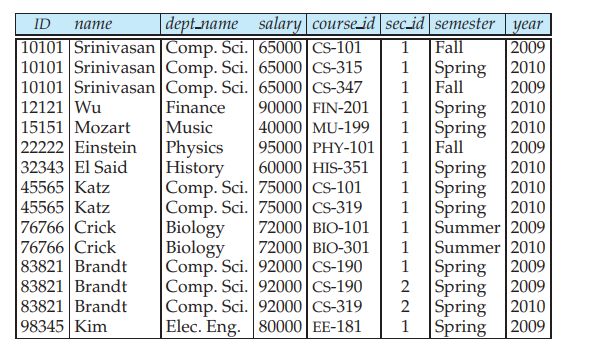 ID name dept_name salary course_id sec_id semester year
10101 Srinivasan Comp. Sci. 65000 CS-101 1 Fall 2009
10101 Srinivasan Comp. Sci. 65000 CS-315 1 Spring 2010
10101 Srinivasan Comp. Sci. 65000 CS-347 1 Fall 2009
12121 Wu Finance 90000 FIN-201 1 Spring 2010
15151 Mozart Music 40000 MU-199 1 Spring 2010
22222 Einstein Physics 95000 PHY-101 1 Fall 2009
32343 El Said History 60000 HIS-351 1 Spring 2010
45565 Katz Comp. Sci. 75000 CS-101 1 Spring 2010
45565 Katz Comp. Sci. 75000 CS-319 1 Spring 2010
76766 Crick Biology 72000 BIO-101 1 Summer 2009
76766 Crick Biology 72000 BIO-301 1 Summer 2010
83821 Brandt Comp. Sci. 92000 CS-190 1 Spring 2009
83821 Brandt Comp. Sci. 92000 CS-190 2 Spring 2009
83821 Brandt Comp. Sci. 92000 CS-319 2 Spring 2010
98345 Kim Elec. Eng. 80000 EE-181 1 Spring 2009